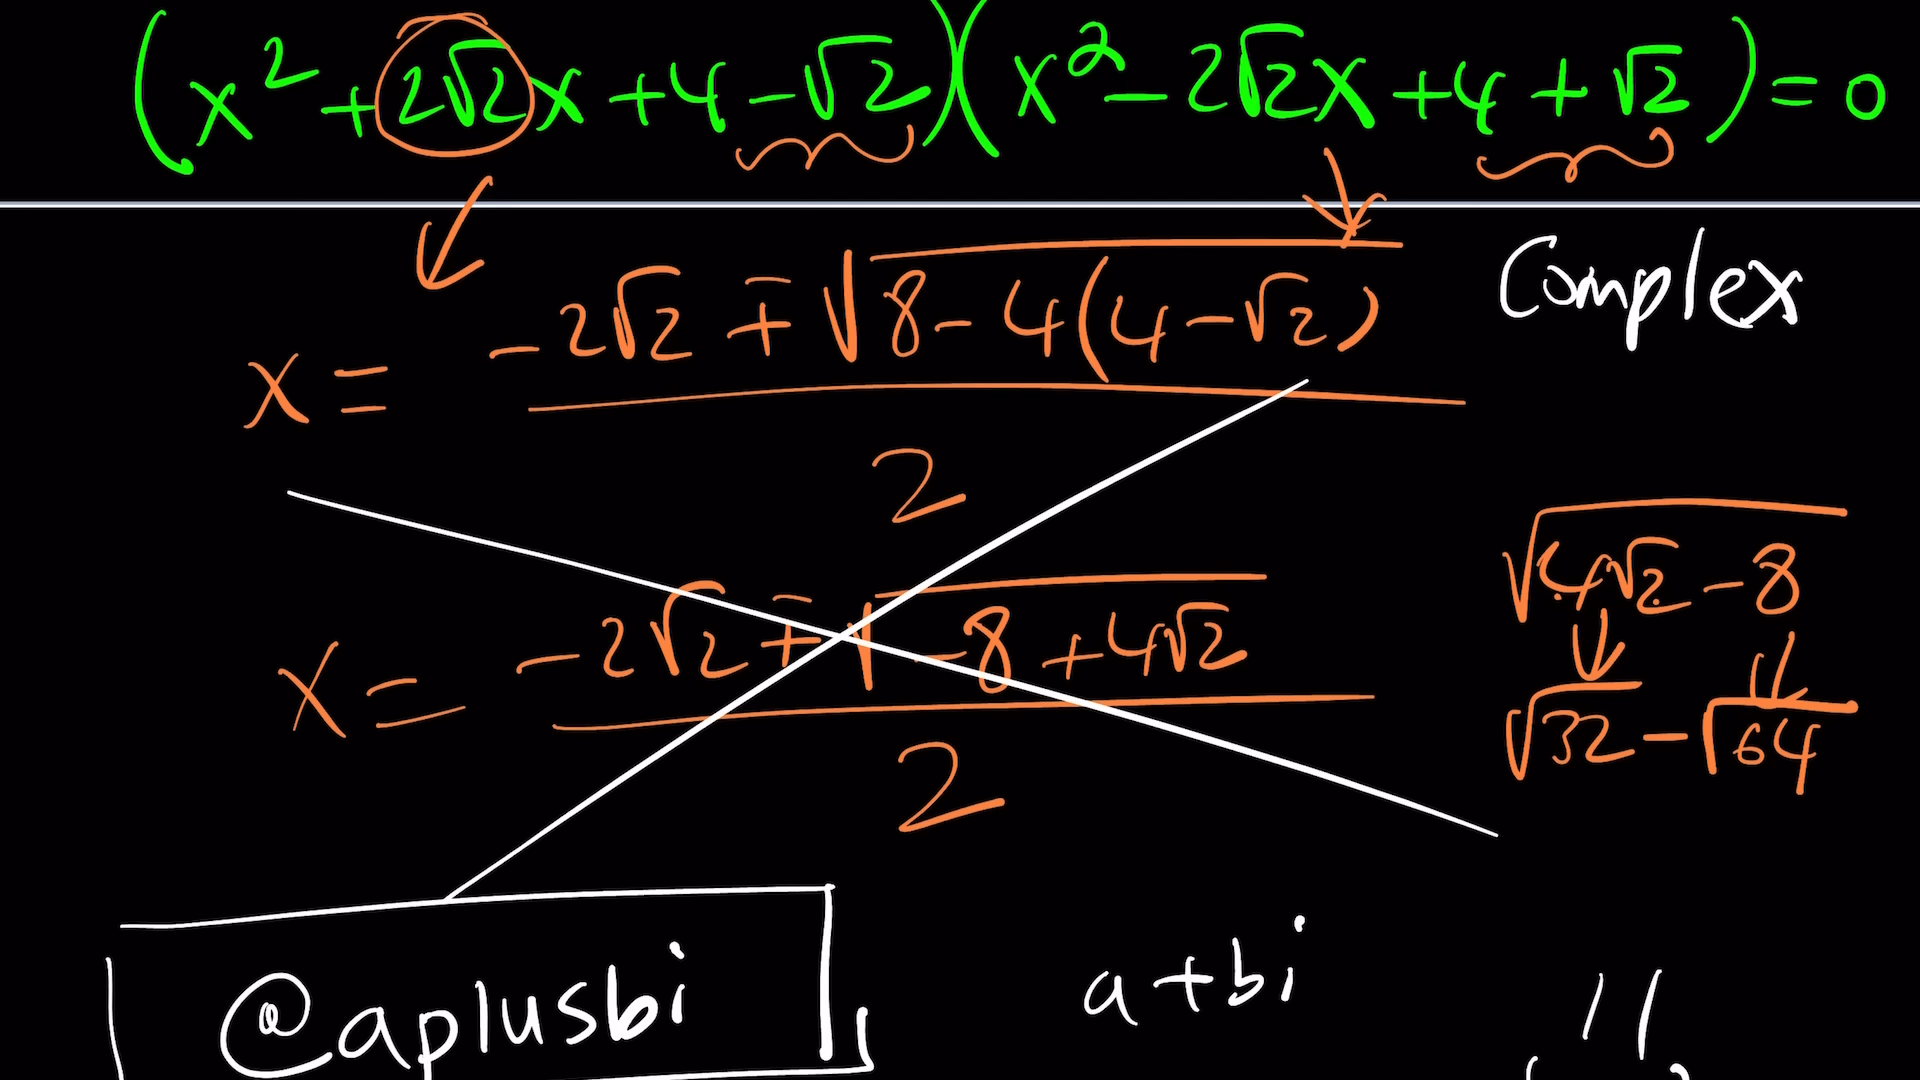 (x² + 2√2x + 4 - √2)(x² - 2√2x + 4 + √2) = 0
Complex
x = (-2√2 ∓ √(8 - 4(4 - √2))) / 2
√(4√2 - 8)
x = (-2√2 ∓ √(-8 + 4√2)) / 2
√32 - √64
@aplusbi
a+bi